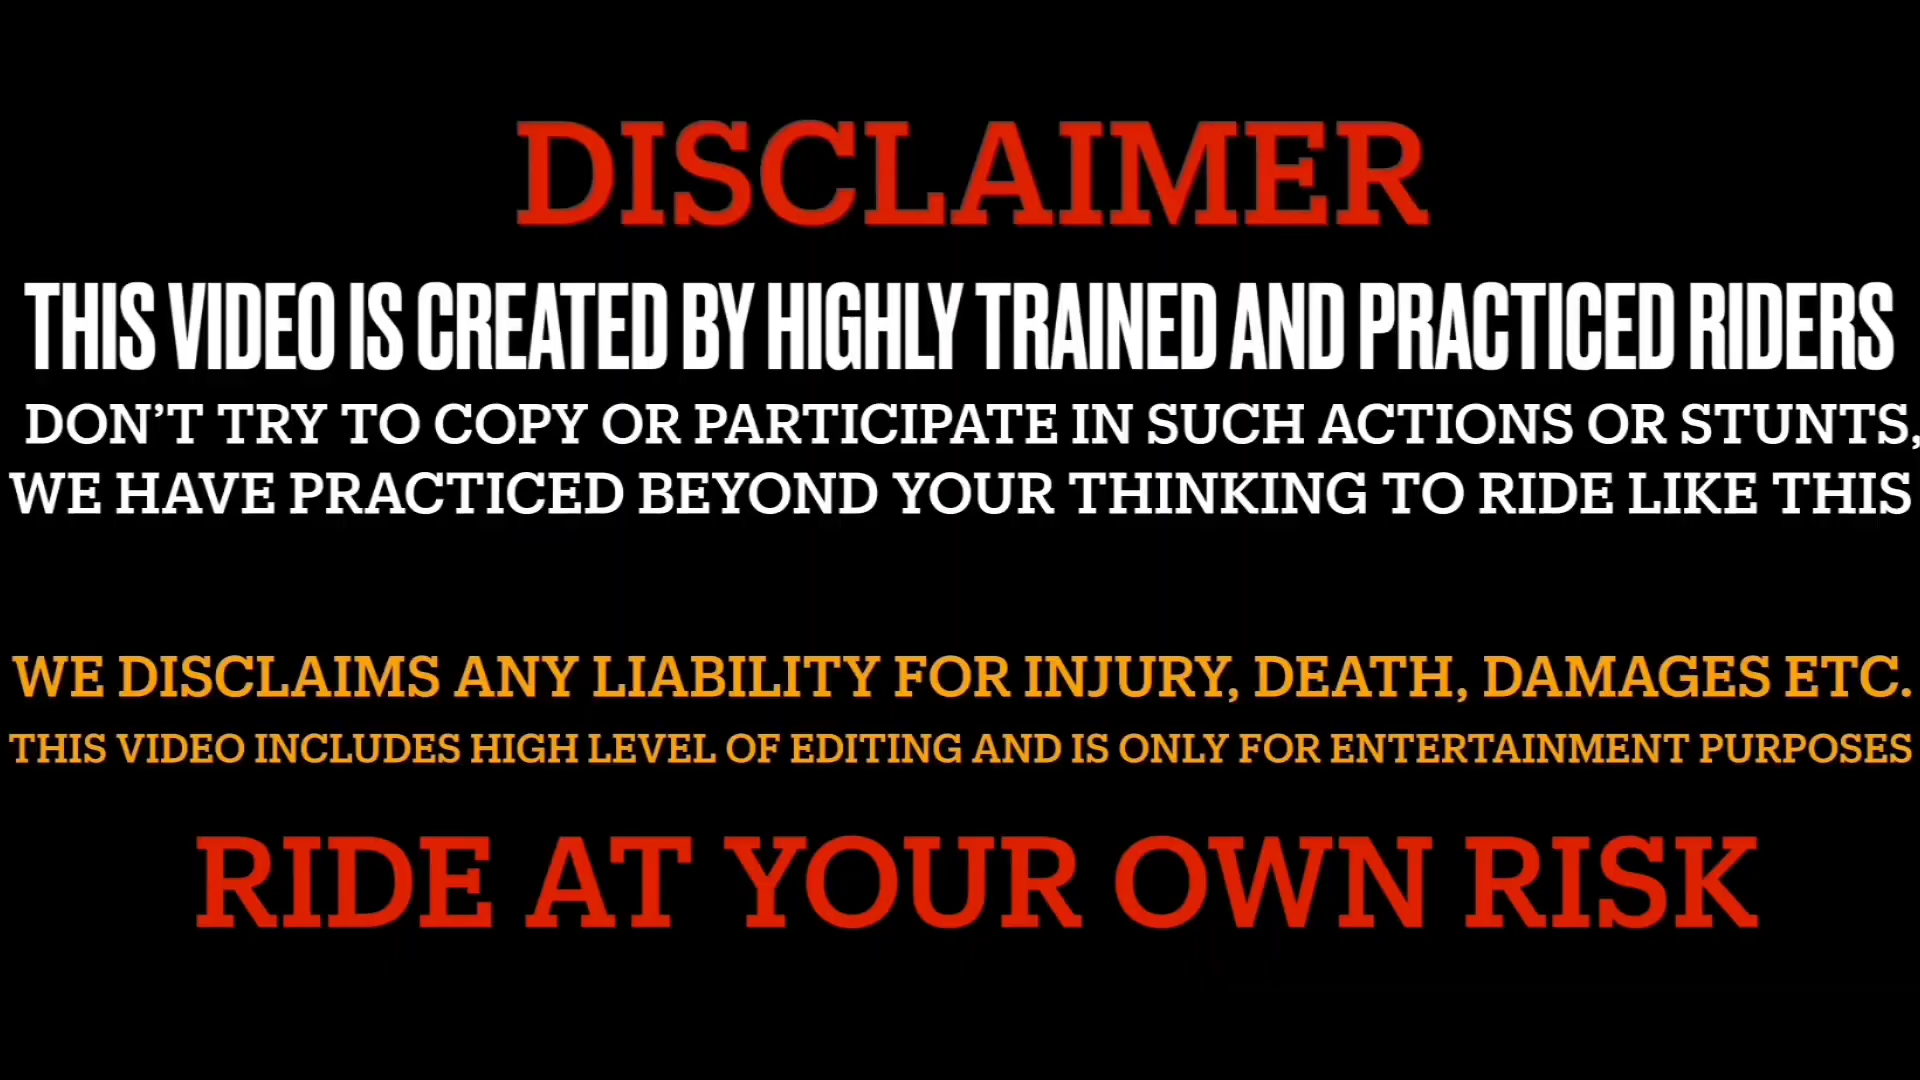 DISCLAIMER
THIS VIDEO IS CREATED BY HIGHLY TRAINED AND PRACTICED RIDERS
DON’T TRY TO COPY OR PARTICIPATE IN SUCH ACTIONS OR STUNTS,
WE HAVE PRACTICED BEYOND YOUR THINKING TO RIDE LIKE THIS
WE DISCLAIMS ANY LIABILITY FOR INJURY, DEATH, DAMAGES ETC.
THIS VIDEO INCLUDES HIGH LEVEL OF EDITING AND IS ONLY FOR ENTERTAINMENT PURPOSES
RIDE AT YOUR OWN RISK